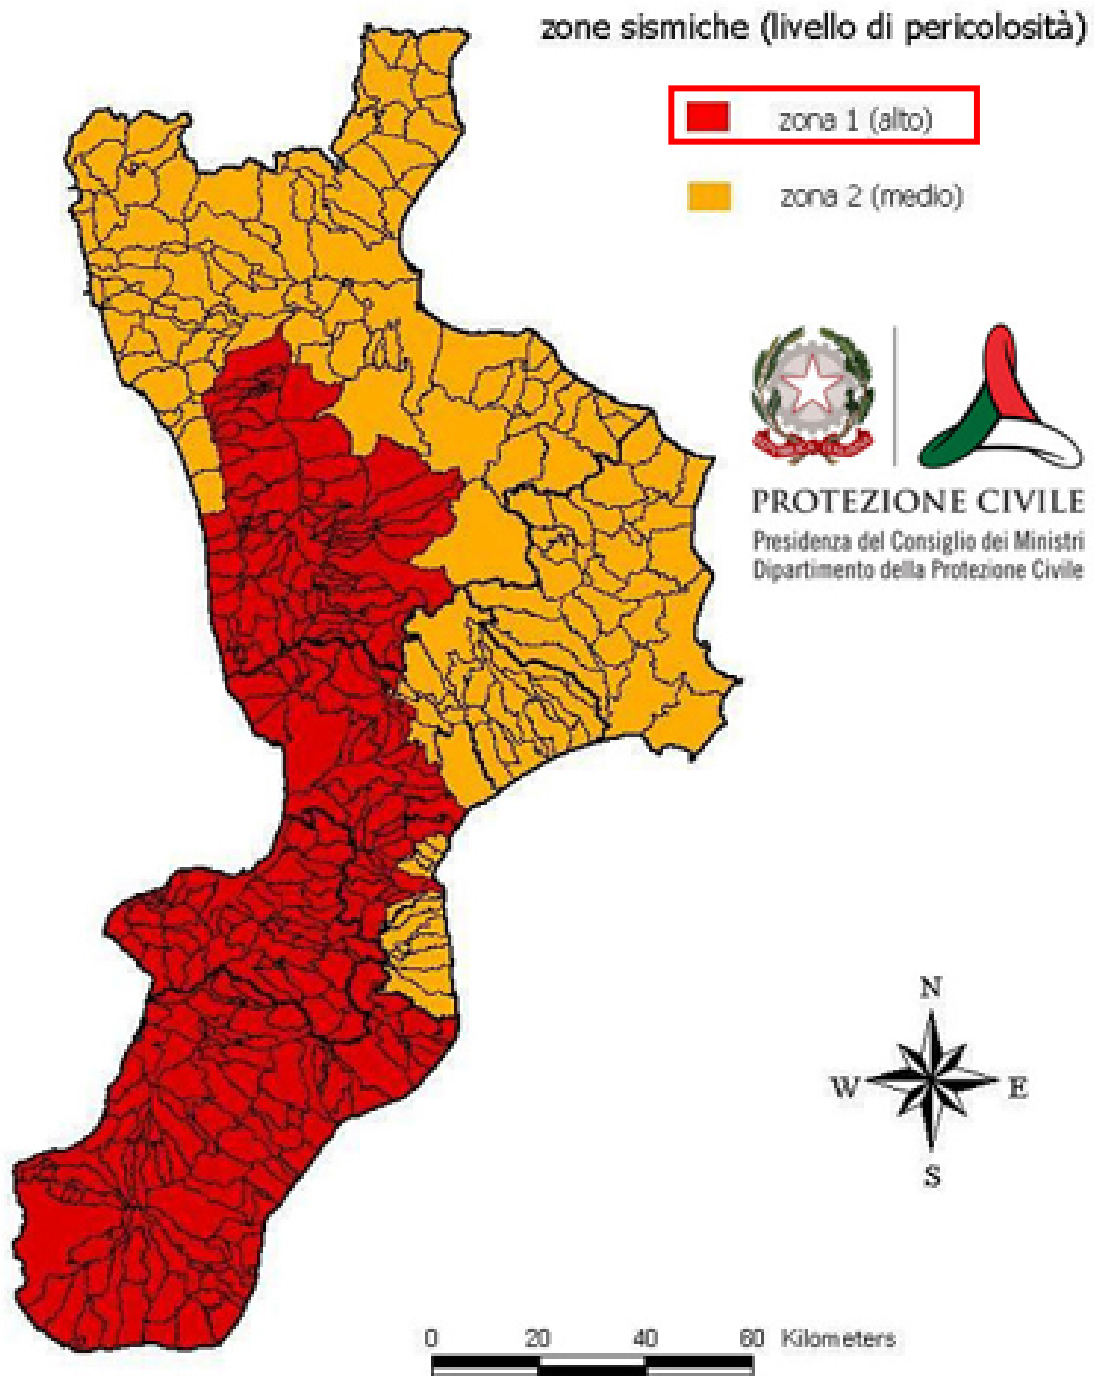 zone sismiche (livello di pericolosità)
zona 1 (alto)
zona 2 (medio)
PROTEZIONE CIVILE
Presidenza del Consiglio dei Ministri
Dipartimento della Protezione Civile
N
W E
S
0 20 40 60 Kilometers